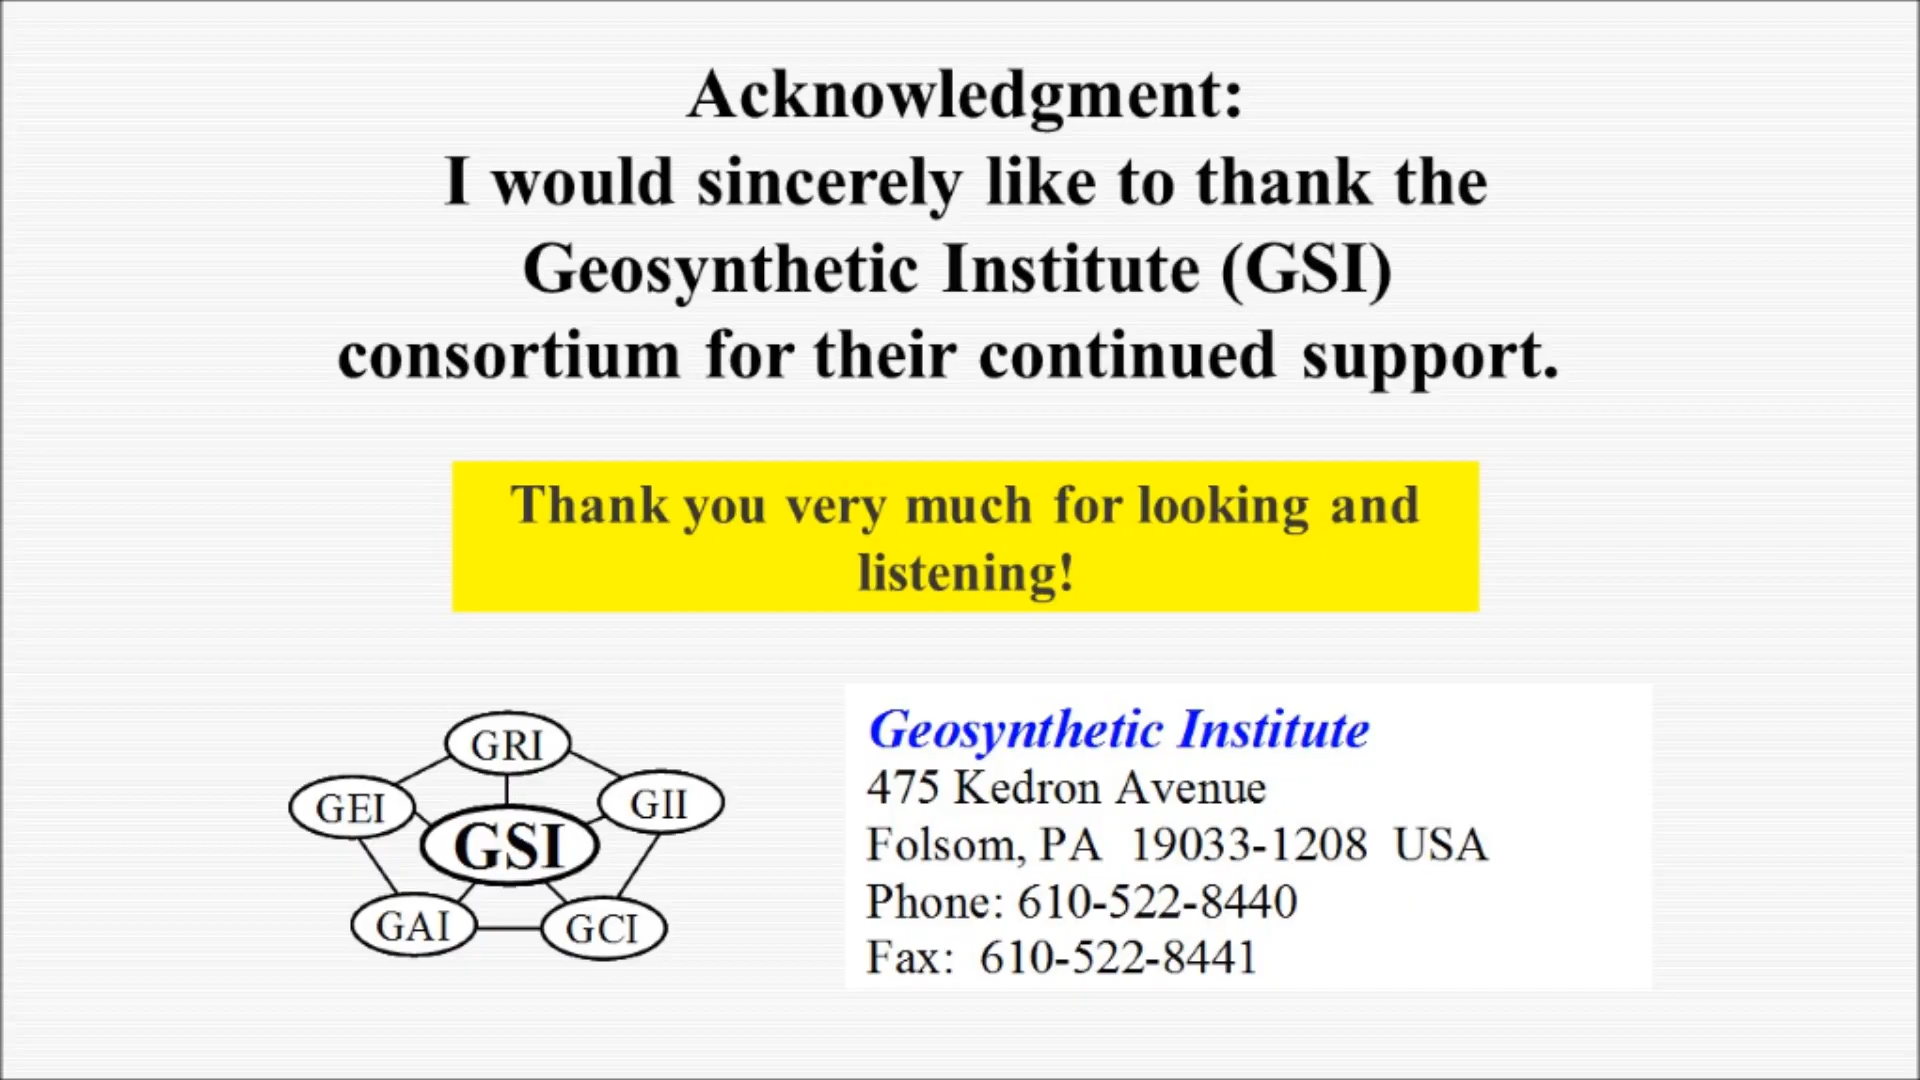 Acknowledgment:
I would sincerely like to thank the
Geosynthetic Institute (GSI)
consortium for their continued support.
Thank you very much for looking and
listening!
GRI
GEI
GII
GSI
GAI
GCI
Geosynthetic Institute
475 Kedron Avenue
Folsom, PA 19033-1208 USA
Phone: 610-522-8440
Fax: 610-522-8441